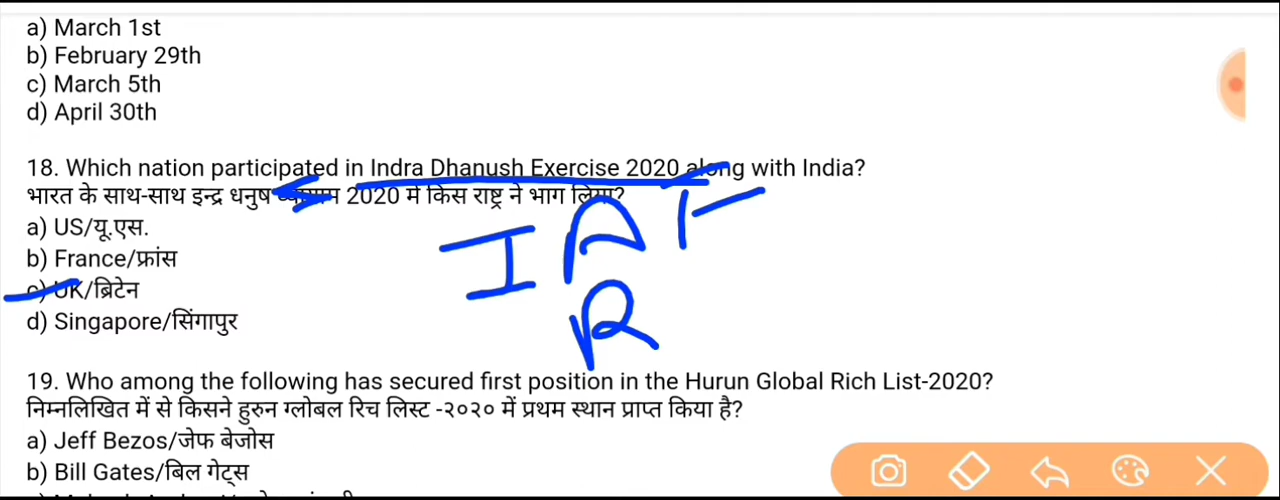 a) March 1st
b) February 29th
c) March 5th
d) April 30th
18. Which nation participated in Indra Dhanush Exercise 2020 along with India?
भारत के साथ-साथ इन्द्र धनुष व्यायाम 2020 में किस राष्ट्र ने भाग लिया?
a) US/यू.एस.
b) France/फ्रांस
c) UK/ब्रिटेन
d) Singapore/सिंगापुर
I A F
R
19. Who among the following has secured first position in the Hurun Global Rich List-2020?
निम्नलिखित में से किसने हुरुन ग्लोबल रिच लिस्ट -२०२० में प्रथम स्थान प्राप्त किया है?
a) Jeff Bezos/जेफ बेजोस
b) Bill Gates/बिल गेट्स